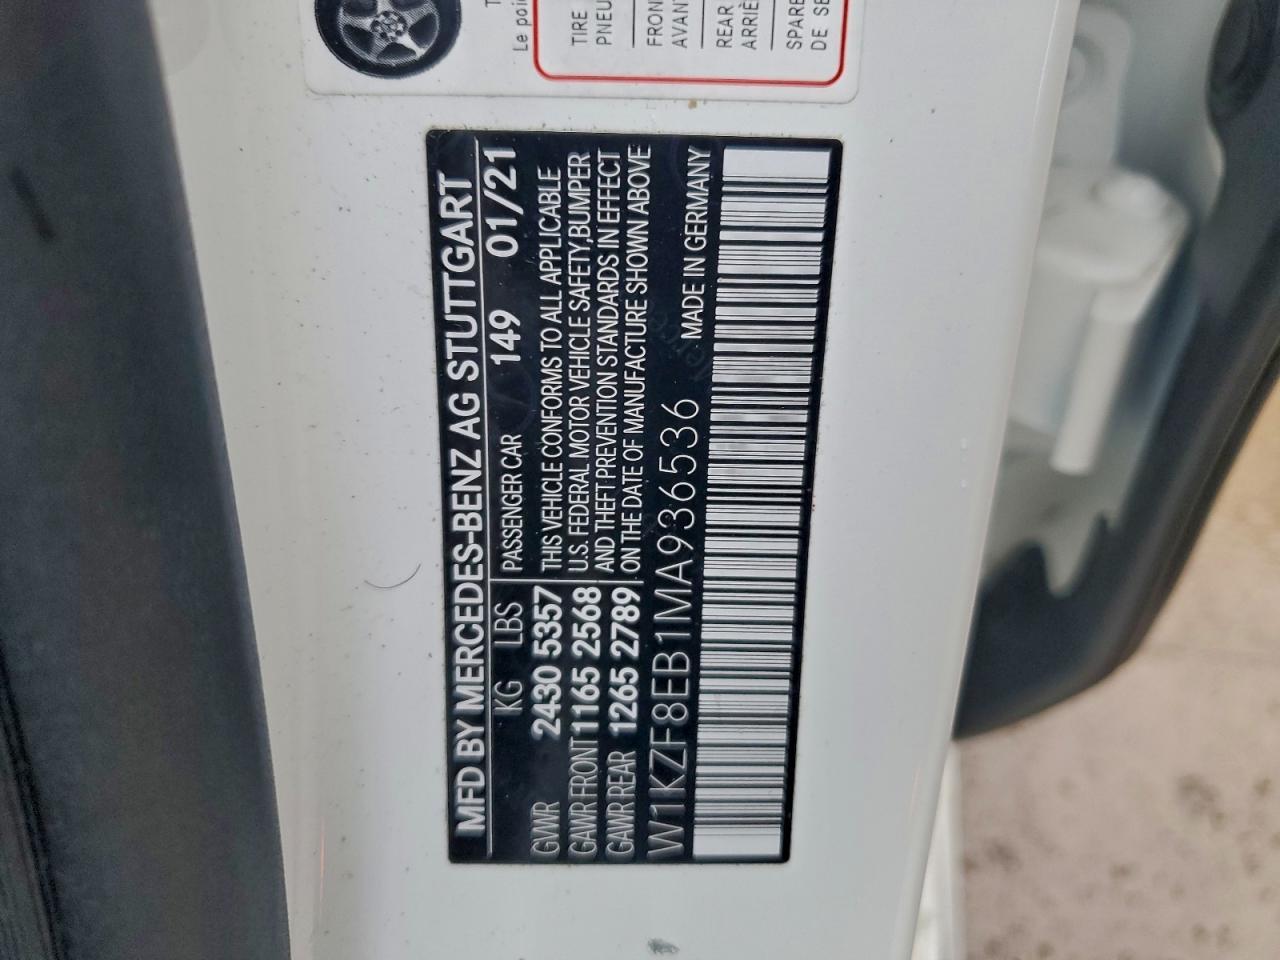 Le
TIRE
PNEU
FRON
AVAN
REAR
ARRIÈ
SPARE
DE SE
MFD BY MERCEDES-BENZ AG STUTTGART
KG LBS PASSENGER CAR 149 01/21
GVWR 2430 5357
GAWR FRONT 1165 2568
GAWR REAR 1265 2789
THIS VEHICLE CONFORMS TO ALL APPLICABLE
U.S. FEDERAL MOTOR VEHICLE SAFETY,BUMPER
AND THEFT PREVENTION STANDARDS IN EFFECT
ON THE DATE OF MANUFACTURE SHOWN ABOVE
W1KZF8EB1MA936536 MADE IN GERMANY